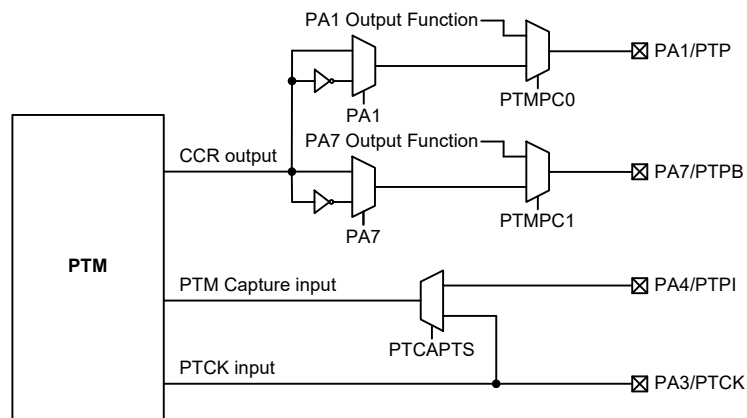 PA1 Output Function
PA1/PTP
PTMPC0
PA1
PA7 Output Function
CCR output
PA7/PTPB
PTMPC1
PA7
PTM
PTM Capture input
PA4/PTPI
PTCAPTS
PTCK input
PA3/PTCK